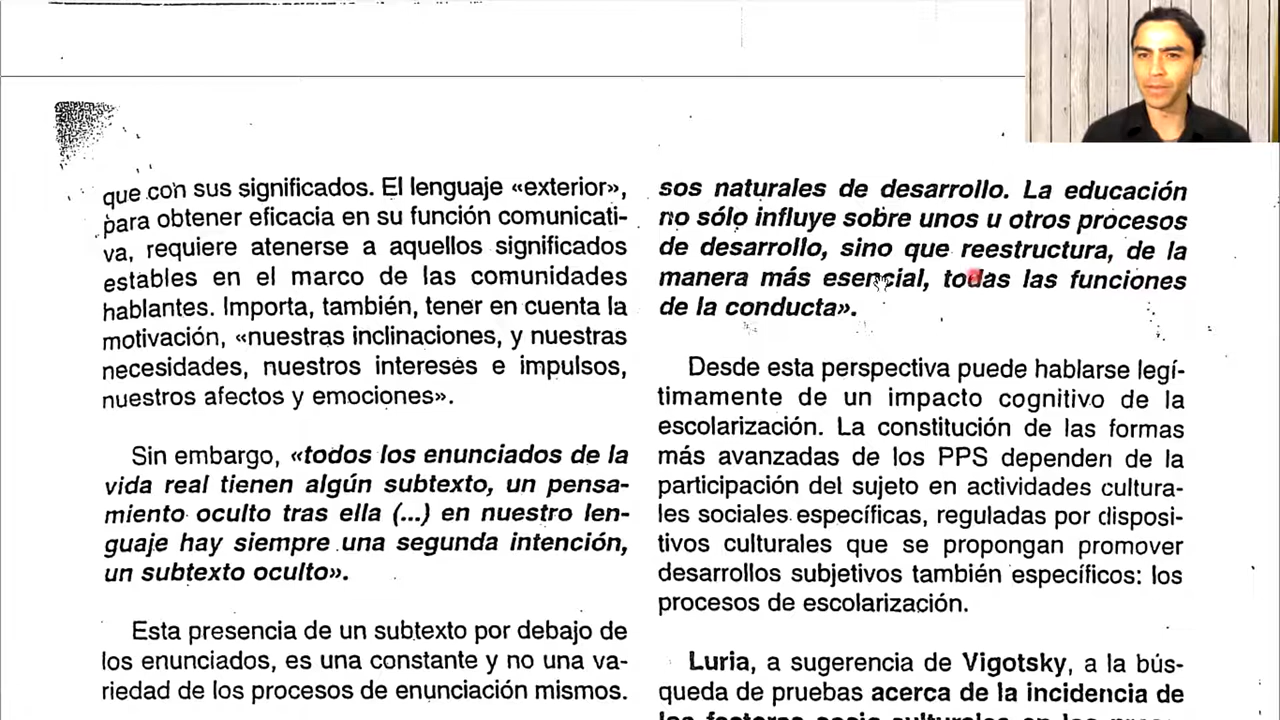 que con sus significados. El lenguaje «exterior»,
para obtener eficacia en su función comunicati-
va, requiere atenerse a aquellos significados
estables en el marco de las comunidades
hablantes. Importa, también, tener en cuenta la
motivación, «nuestras inclinaciones, y nuestras
necesidades, nuestros intereses e impulsos,
nuestros afectos y emociones».
Sin embargo, «todos los enunciados de la
vida real tienen algún subtexto, un pensa-
miento oculto tras ella (...) en nuestro len-
guaje hay siempre una segunda intención,
un subtexto oculto».
Esta presencia de un subtexto por debajo de
los enunciados, es una constante y no una va-
riedad de los procesos de enunciación mismos.
sos naturales de desarrollo. La educación
no sólo influye sobre unos u otros procesos
de desarrollo, sino que reestructura, de la
manera más esencial, todas las funciones
de la conducta».
Desde esta perspectiva puede hablarse legí-
timamente de un impacto cognitivo de la
escolarización. La constitución de las formas
más avanzadas de los PPS dependen de la
participación del sujeto en actividades cultura-
les sociales específicas, reguladas por disposi-
tivos culturales que se propongan promover
desarrollos subjetivos también específicos: los
procesos de escolarización.
Luria, a sugerencia de Vigotsky, a la bús-
queda de pruebas acerca de la incidencia de
los factores socio culturales en los